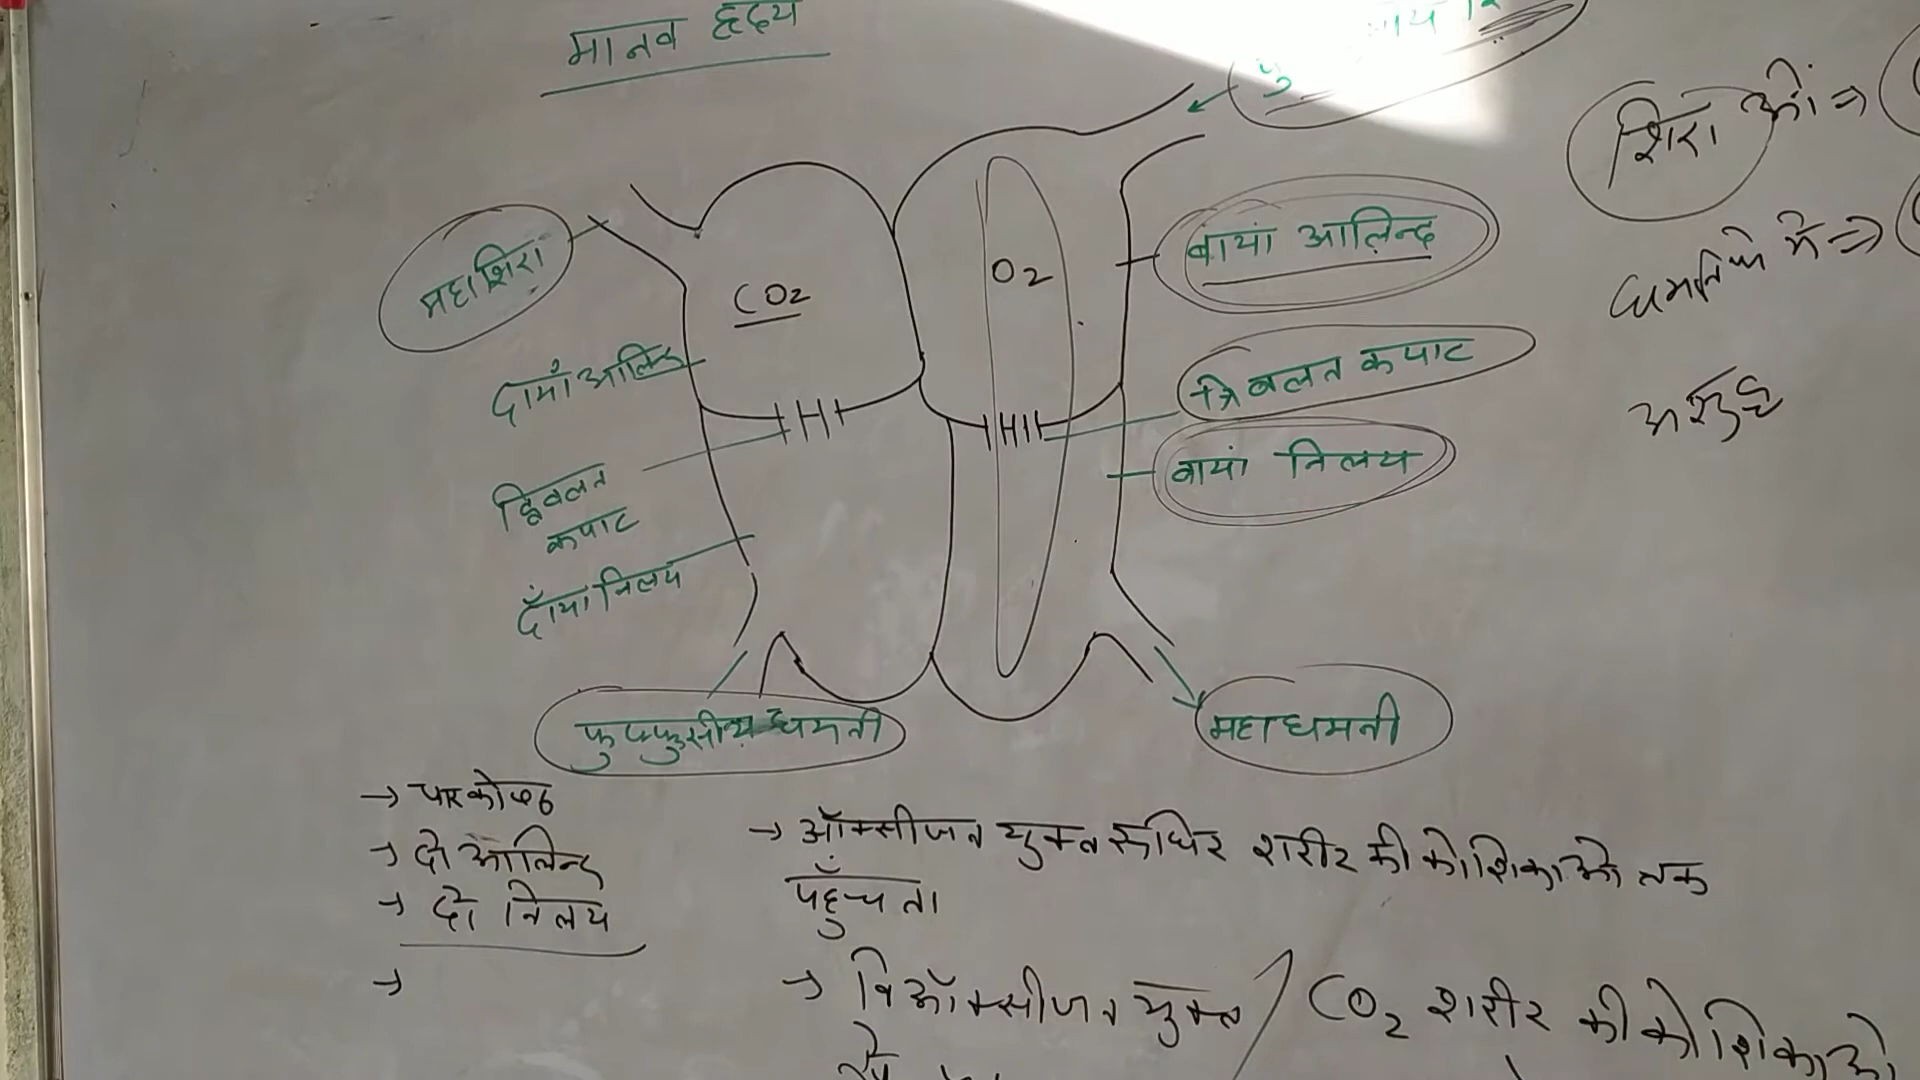 मानव हृदय
शिराओं ⇒
महाशिरा
बायां आलिन्द
CO2
O2
धमनियों में ⇒
दायाँ आलिन्द
त्रिवलन कपाट
अशुद्ध
द्विवलन
कपाट
बायां निलय
दाँया निलय
फुफ्फुसीय धमनी
महाधमनी
→ चार कोष्ठ
→ दो आलिन्द
→ दो निलय
→
→ ऑक्सीजन युक्त रूधिर शरीर की कोशिकाओ तक
पहुँचता
→ विऑक्सीजन युक्त / CO2 शरीर की कोशिकाओ